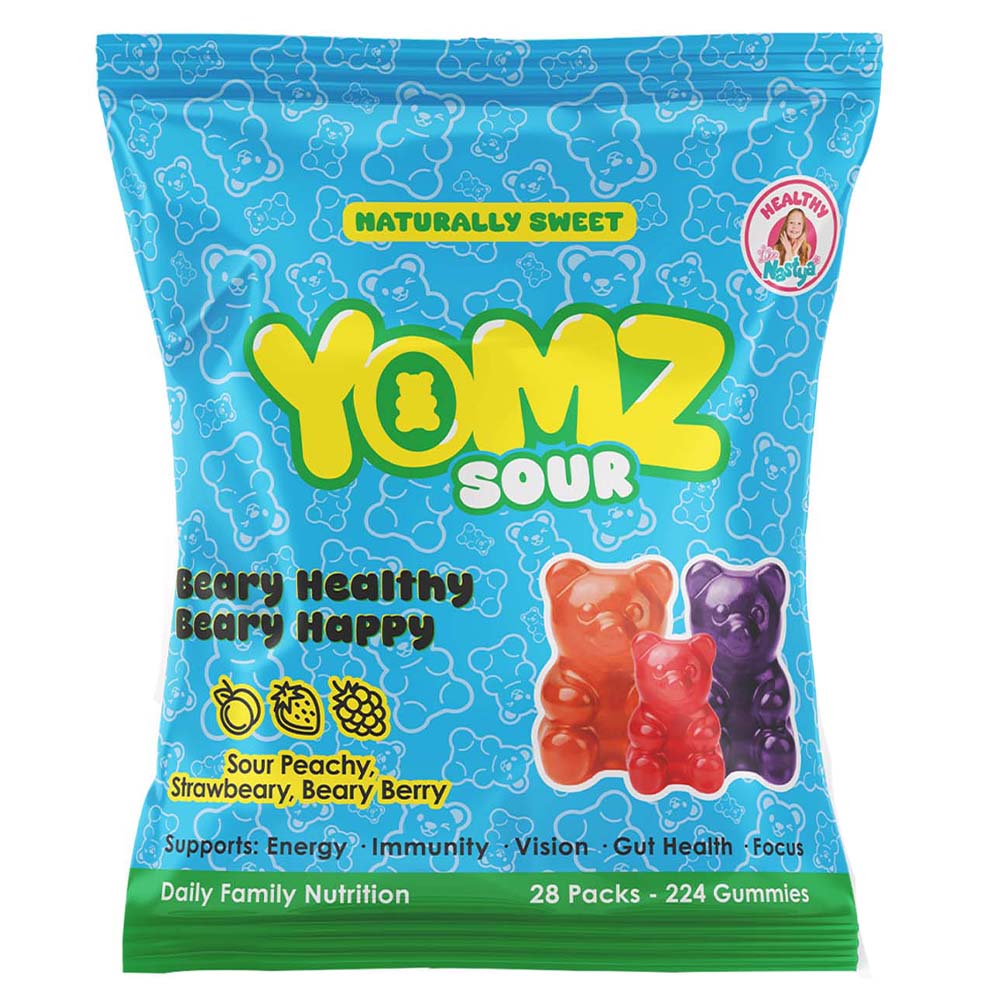 NATURALLY SWEET
HEALTHY
Like
Nastya
YOMZ
SOUR
Beary Healthy
Beary Happy
Sour Peachy,
Strawbeary, Beary Berry
Supports: Energy · Immunity · Vision · Gut Health · Focus
Daily Family Nutrition
28 Packs - 224 Gummies